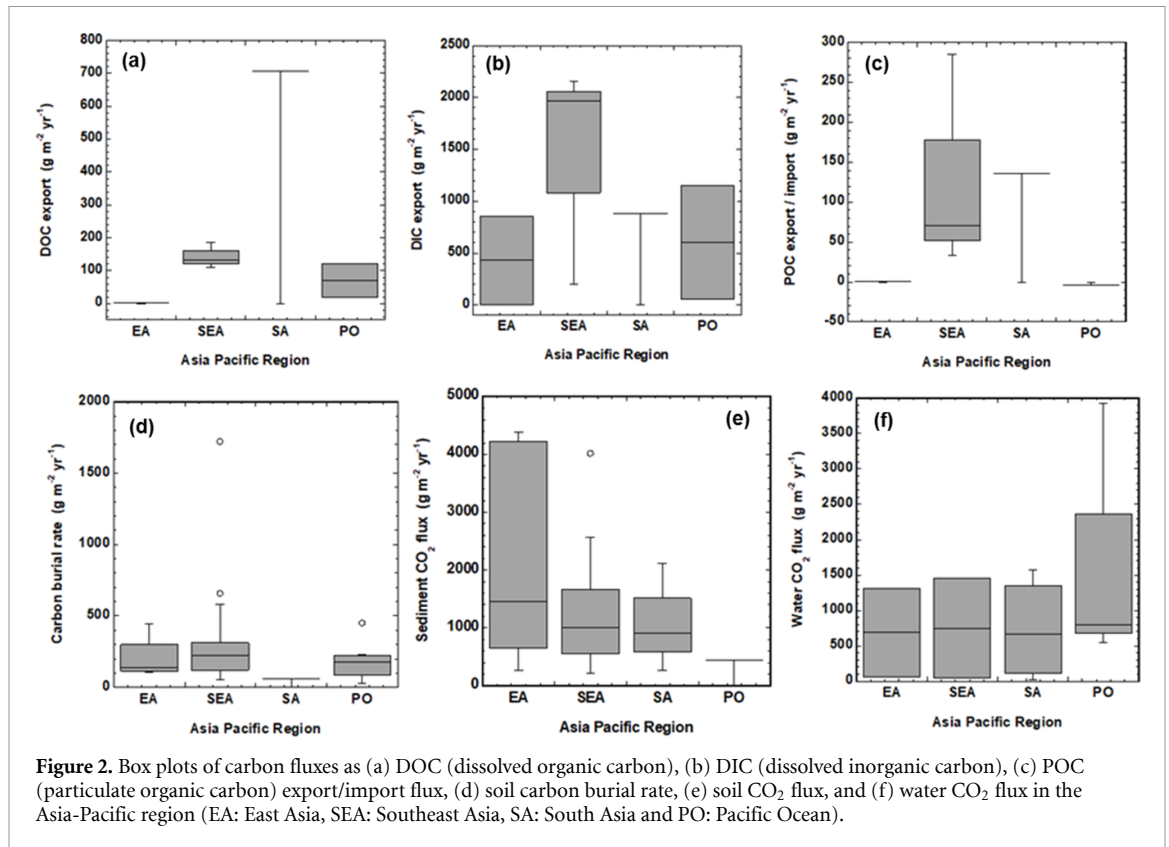 (a)
DOC export (g m⁻² yr⁻¹)
800
700
600
500
400
300
200
100
0
EA SEA SA PO
Asia Pacific Region
(b)
DIC export (g m⁻² yr⁻¹)
2500
2000
1500
1000
500
0
EA SEA SA PO
Asia Pacific Region
(c)
POC export / import (g m⁻² yr⁻¹)
300
250
200
150
100
50
0
-50
EA SEA SA PO
Asia Pacific Region
(d)
Carbon burial rate (g m⁻² yr⁻¹)
2000
1500
1000
500
0
EA SEA SA PO
Asia Pacific Region
(e)
Sediment CO₂ flux (g m⁻² yr⁻¹)
5000
4000
3000
2000
1000
0
EA SEA SA PO
Asia Pacific Region
(f)
Water CO₂ flux (g m⁻² yr⁻¹)
4000
3500
3000
2500
2000
1500
1000
500
0
EA SEA SA PO
Asia Pacific Region
Figure 2. Box plots of carbon fluxes as (a) DOC (dissolved organic carbon), (b) DIC (dissolved inorganic carbon), (c) POC
(particulate organic carbon) export/import flux, (d) soil carbon burial rate, (e) soil CO₂ flux, and (f) water CO₂ flux in the
Asia-Pacific region (EA: East Asia, SEA: Southeast Asia, SA: South Asia and PO: Pacific Ocean).